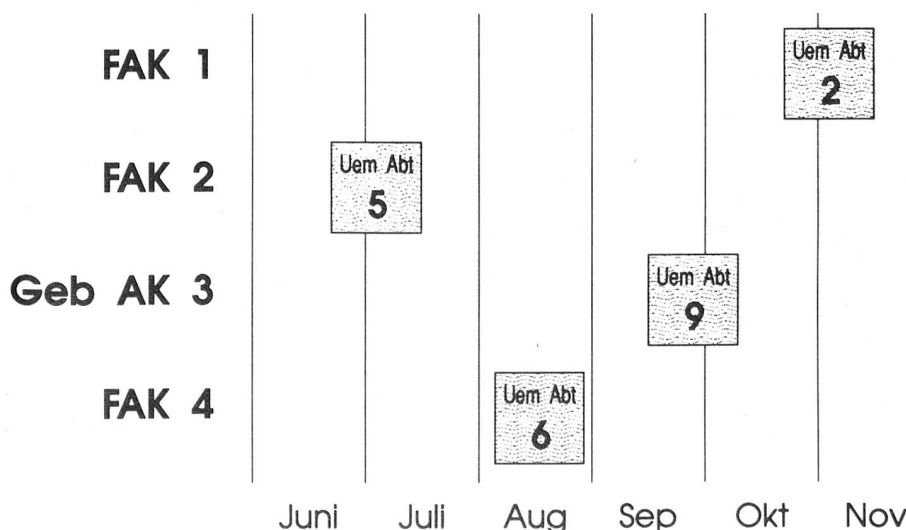 FAK 1
Uem Abt
2
FAK 2
Uem Abt
5
Geb AK 3
Uem Abt
9
FAK 4
Uem Abt
6
Juni Juli Aug Sep Okt Nov